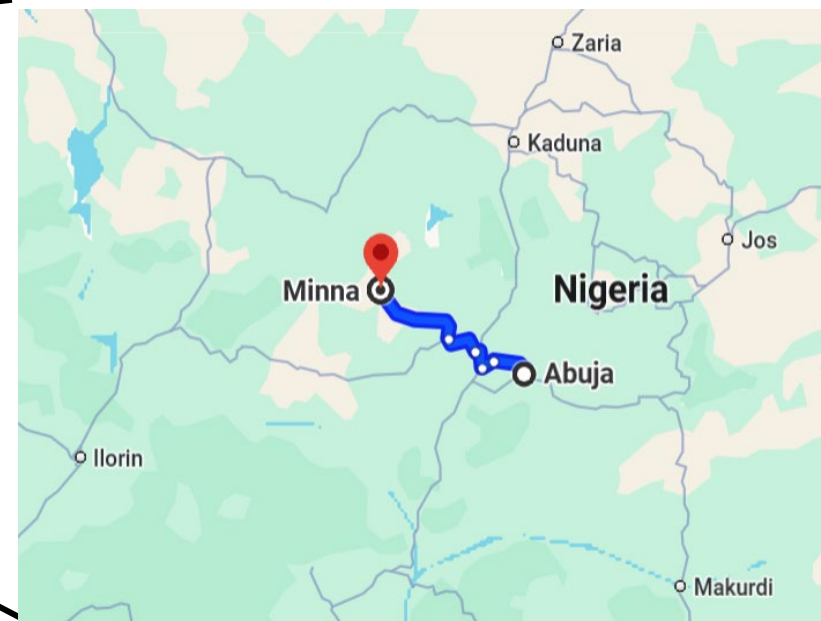 Zaria
Kaduna
Jos
Minna
Nigeria
Abuja
Ilorin
Makurdi